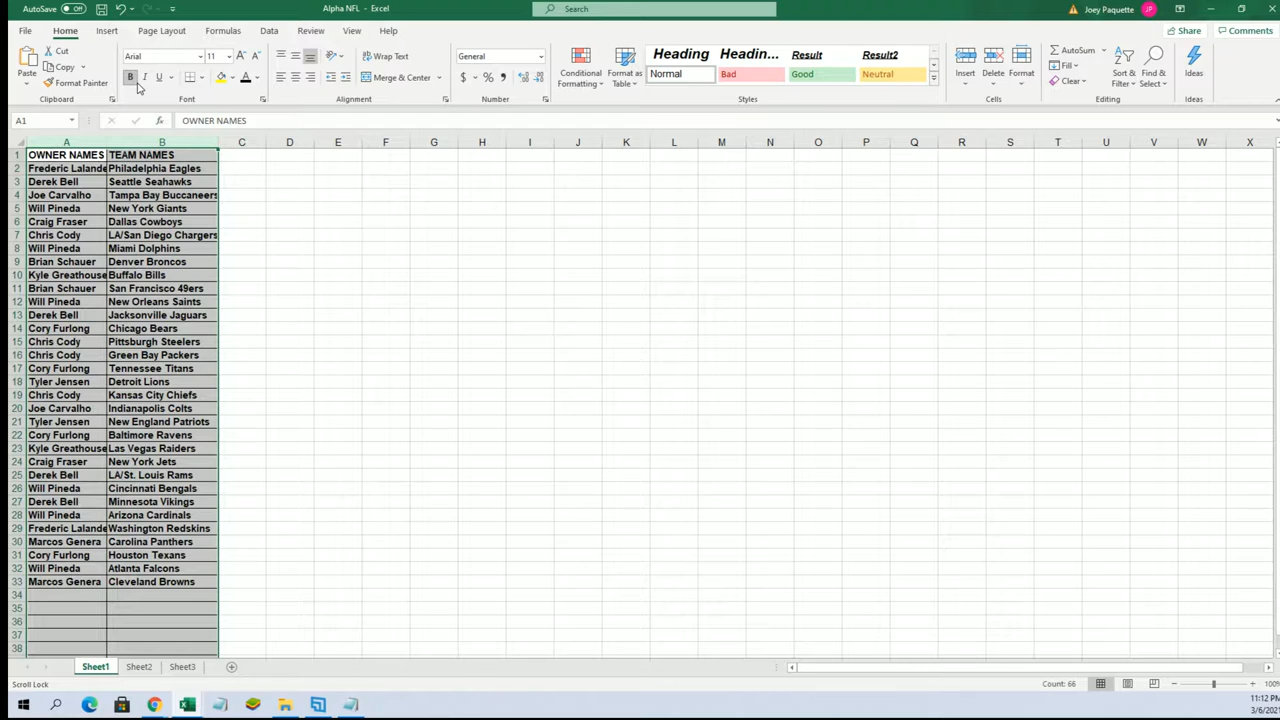 AutoSave Off Alpha NFL - Excel Search Joey Paquette JP
File Home Insert Page Layout Formulas Data Review View Help Share Comments
Paste Cut Copy Format Painter Clipboard
Arial 11 B I U Font
Wrap Text Merge & Center Alignment
General $ % Number
Conditional Formatting Format as Table
Heading Headin... Result Result2
Normal Bad Good Neutral Styles
Insert Delete Format Cells
AutoSum Fill Clear Sort & Filter Find & Select Editing
Ideas Ideas
A1 fx OWNER NAMES
A B C D E F G H I J K L M N O P Q R S T U V W X
1 OWNER NAMES TEAM NAMES
2 Frederic Lalande Philadelphia Eagles
3 Derek Bell Seattle Seahawks
4 Joe Carvalho Tampa Bay Buccaneers
5 Will Pineda New York Giants
6 Craig Fraser Dallas Cowboys
7 Chris Cody LA/San Diego Chargers
8 Will Pineda Miami Dolphins
9 Brian Schauer Denver Broncos
10 Kyle Greathouse Buffalo Bills
11 Brian Schauer San Francisco 49ers
12 Will Pineda New Orleans Saints
13 Derek Bell Jacksonville Jaguars
14 Cory Furlong Chicago Bears
15 Chris Cody Pittsburgh Steelers
16 Chris Cody Green Bay Packers
17 Cory Furlong Tennessee Titans
18 Tyler Jensen Detroit Lions
19 Chris Cody Kansas City Chiefs
20 Joe Carvalho Indianapolis Colts
21 Tyler Jensen New England Patriots
22 Cory Furlong Baltimore Ravens
23 Kyle Greathouse Las Vegas Raiders
24 Craig Fraser New York Jets
25 Derek Bell LA/St. Louis Rams
26 Will Pineda Cincinnati Bengals
27 Derek Bell Minnesota Vikings
28 Will Pineda Arizona Cardinals
29 Frederic Lalande Washington Redskins
30 Marcos Genera Carolina Panthers
31 Cory Furlong Houston Texans
32 Will Pineda Atlanta Falcons
33 Marcos Genera Cleveland Browns
34
35
36
37
38
Sheet1 Sheet2 Sheet3
Scroll Lock Count: 66 100%
11:12 PM
3/6/2021